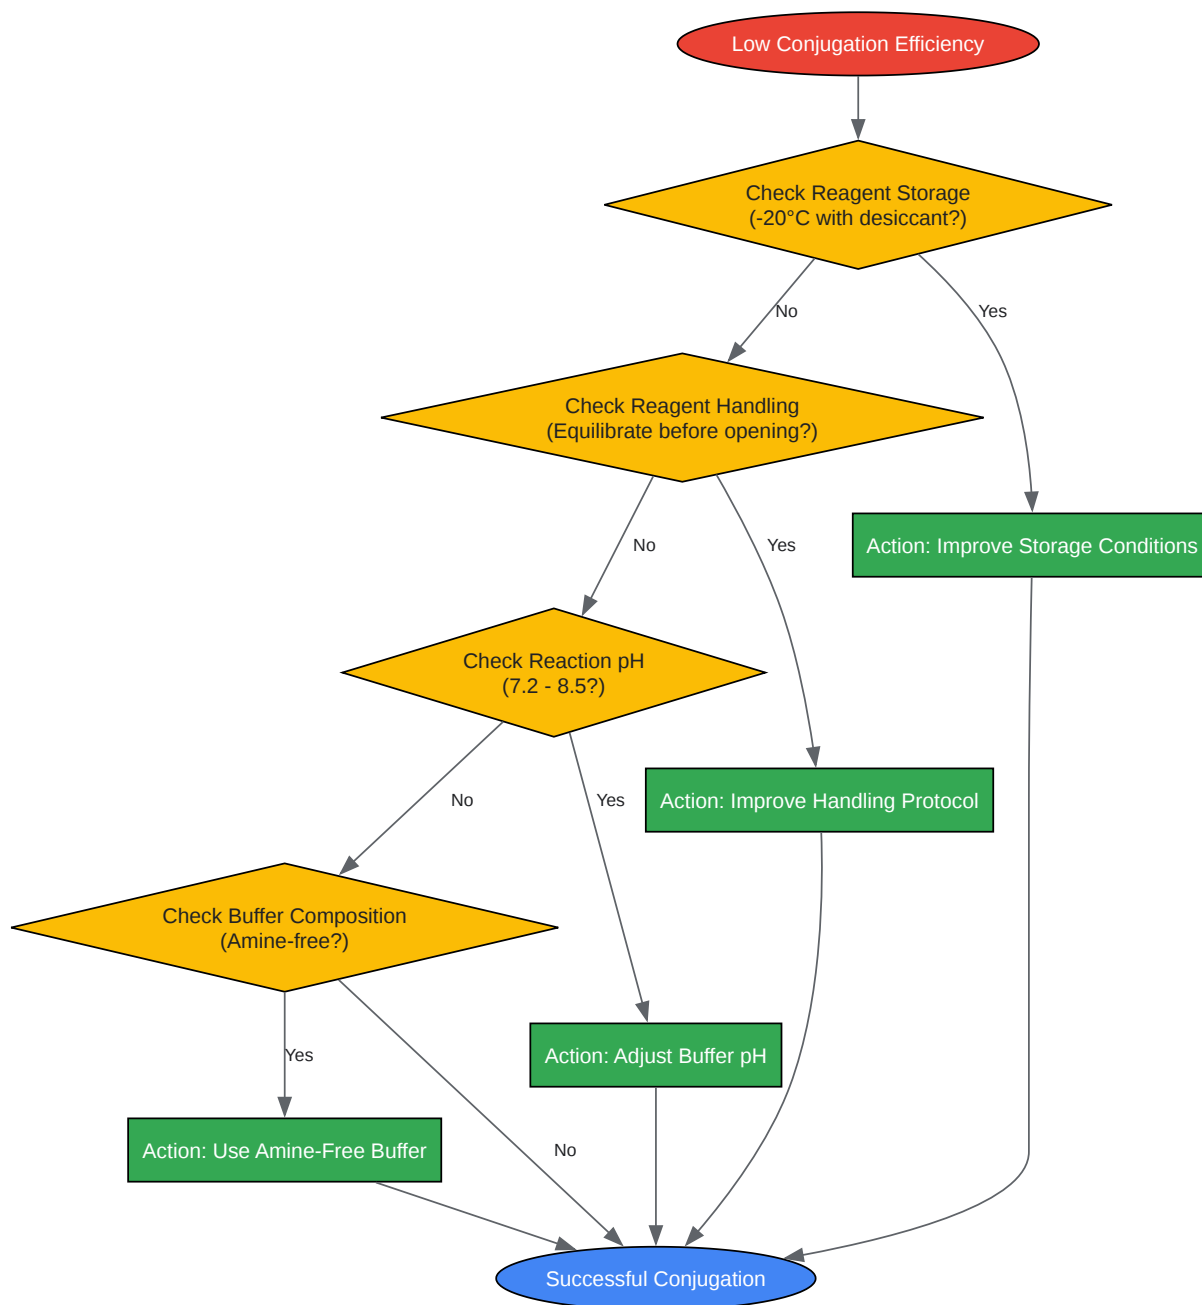 Low Conjugation Efficiency
Check Reagent Storage
(-20°C with desiccant?)
No
Yes
Check Reagent Handling
(Equilibrate before opening?)
No
Yes
Action: Improve Storage Conditions
Check Reaction pH
(7.2 - 8.5?)
No
Yes
Action: Improve Handling Protocol
Check Buffer Composition
(Amine-free?)
Yes
Action: Adjust Buffer pH
Action: Use Amine-Free Buffer
No
Successful Conjugation